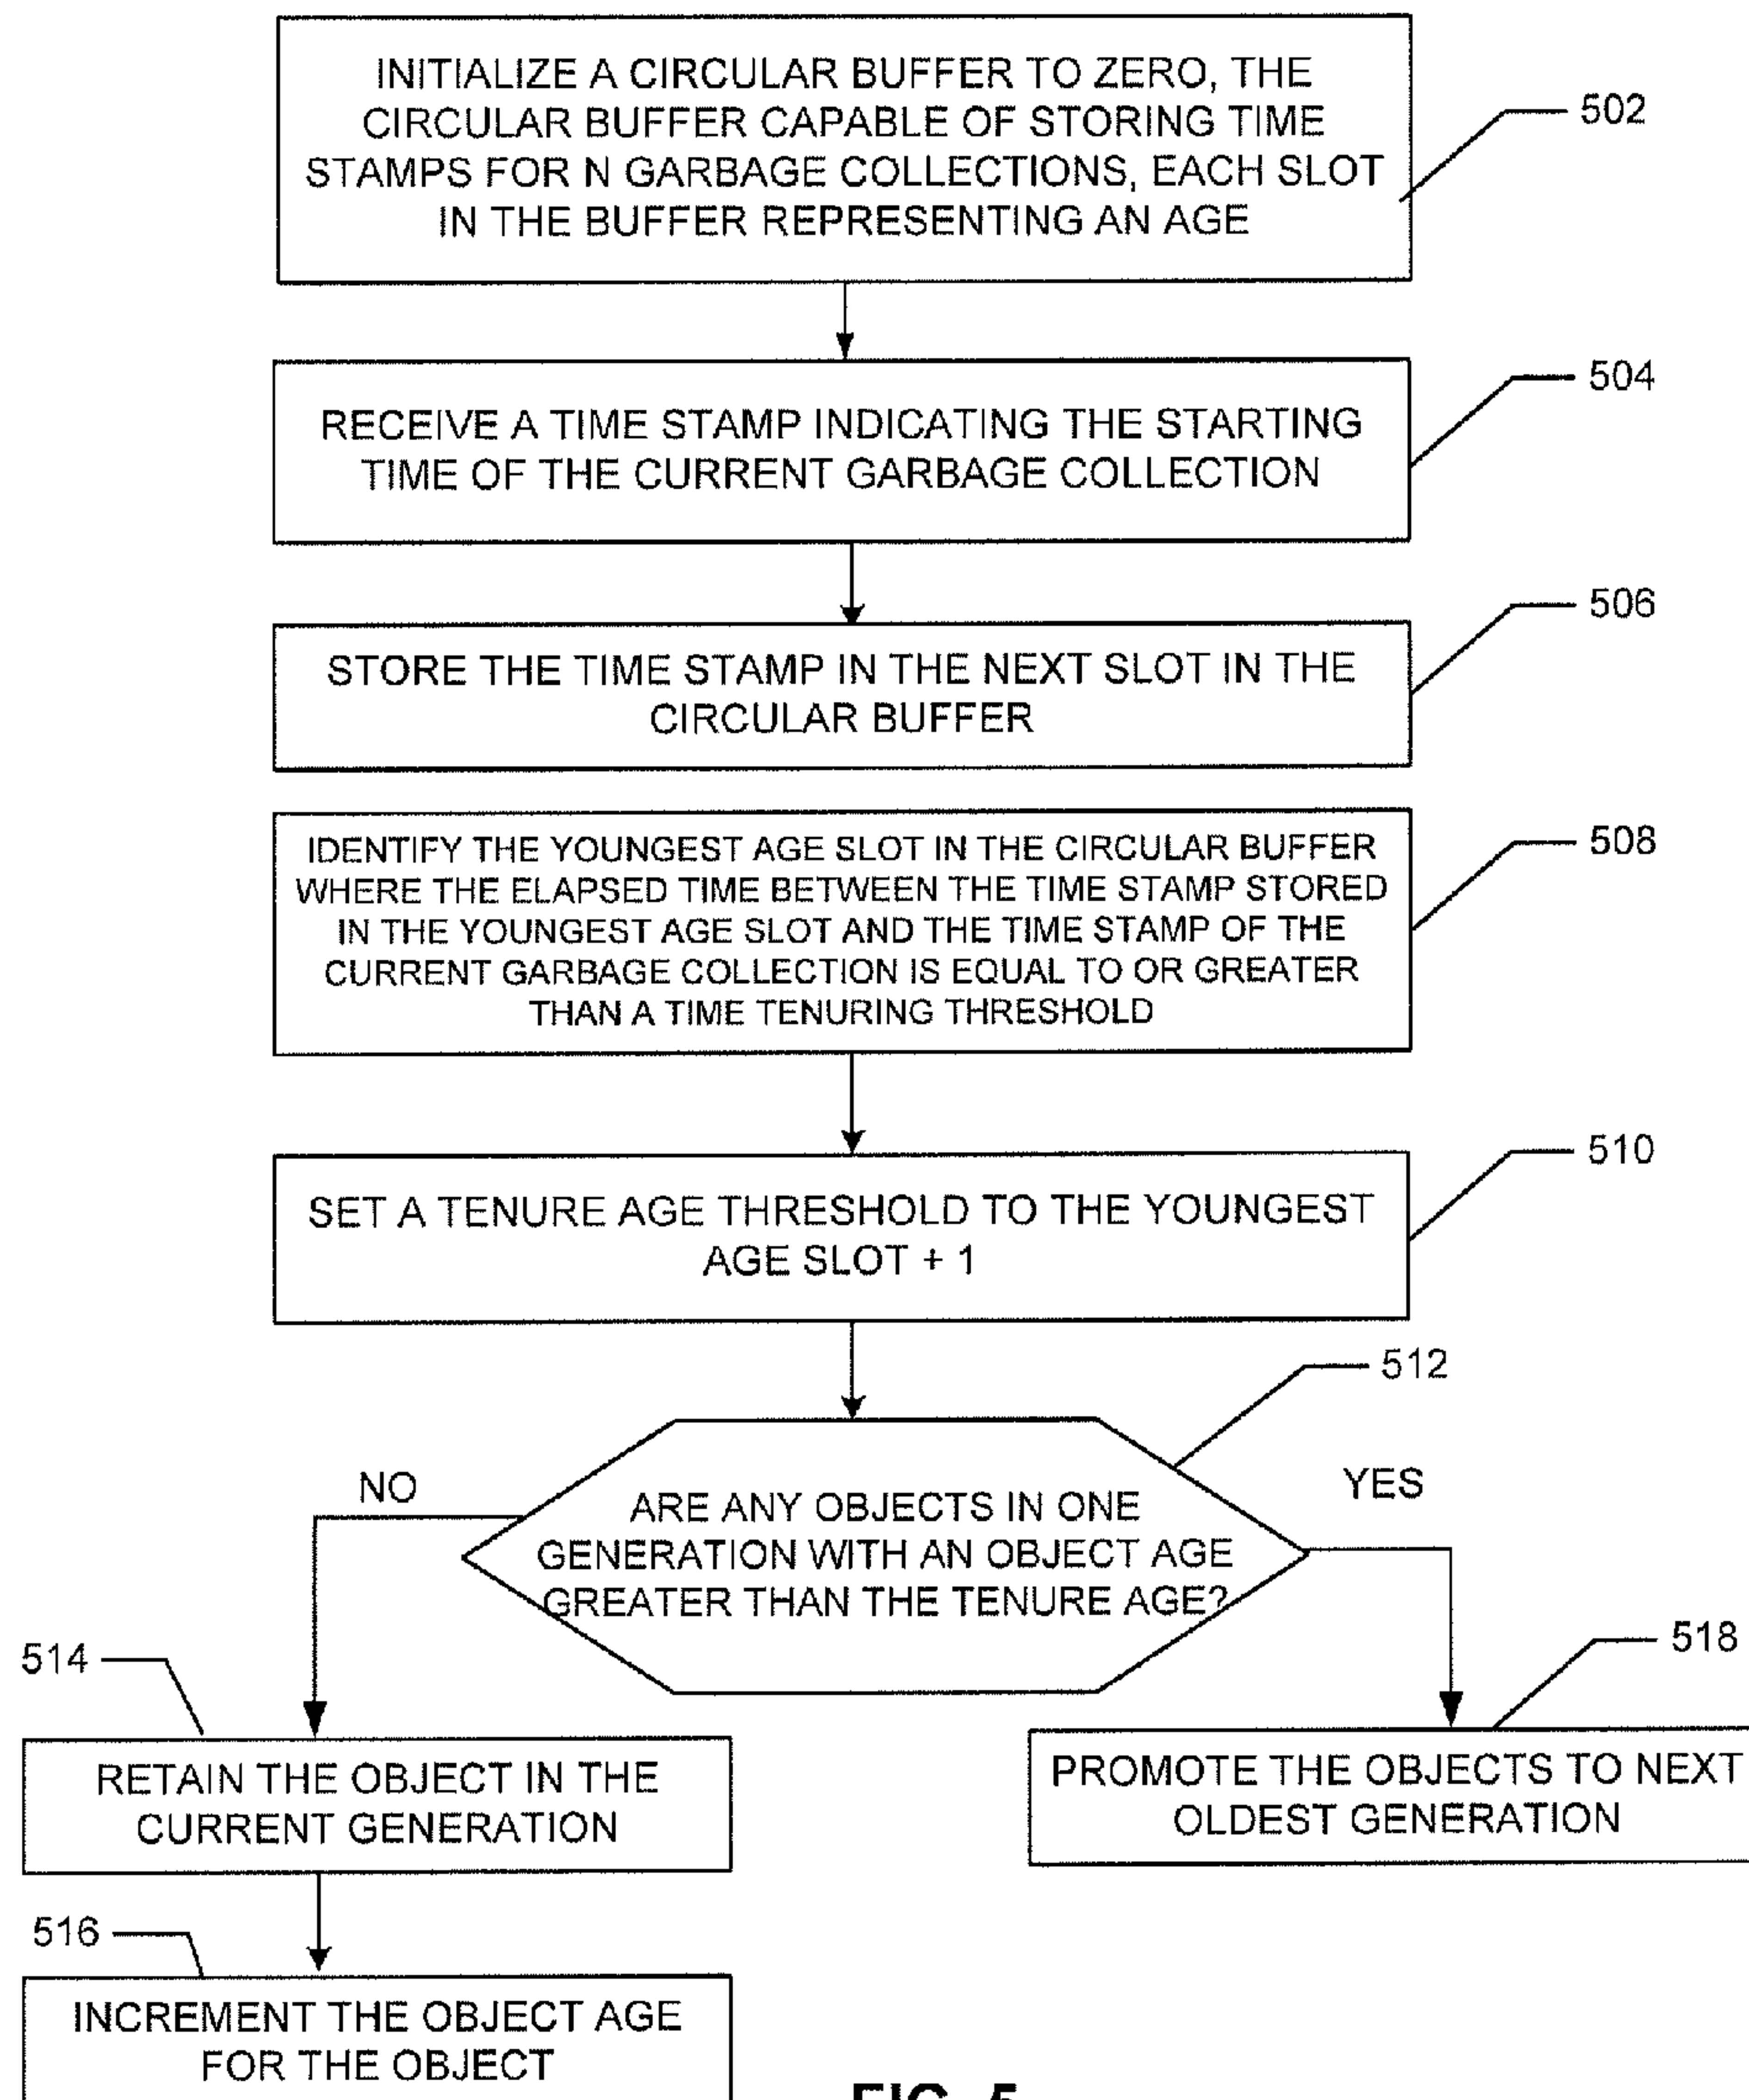 INITIALIZE A CIRCULAR BUFFER TO ZERO, THE
CIRCULAR BUFFER CAPABLE OF STORING TIME
STAMPS FOR N GARBAGE COLLECTIONS, EACH SLOT
IN THE BUFFER REPRESENTING AN AGE
502
RECEIVE A TIME STAMP INDICATING THE STARTING
TIME OF THE CURRENT GARBAGE COLLECTION
504
STORE THE TIME STAMP IN THE NEXT SLOT IN THE
CIRCULAR BUFFER
506
IDENTIFY THE YOUNGEST AGE SLOT IN THE CIRCULAR BUFFER
WHERE THE ELAPSED TIME BETWEEN THE TIME STAMP STORED
IN THE YOUNGEST AGE SLOT AND THE TIME STAMP OF THE
CURRENT GARBAGE COLLECTION IS EQUAL TO OR GREATER
THAN A TIME TENURING THRESHOLD
508
SET A TENURE AGE THRESHOLD TO THE YOUNGEST
AGE SLOT + 1
510
512
NO
YES
ARE ANY OBJECTS IN ONE
GENERATION WITH AN OBJECT AGE
GREATER THAN THE TENURE AGE?
514
518
RETAIN THE OBJECT IN THE
CURRENT GENERATION
PROMOTE THE OBJECTS TO NEXT
OLDEST GENERATION
516
INCREMENT THE OBJECT AGE
FOR THE OBJECT
FIG. 5